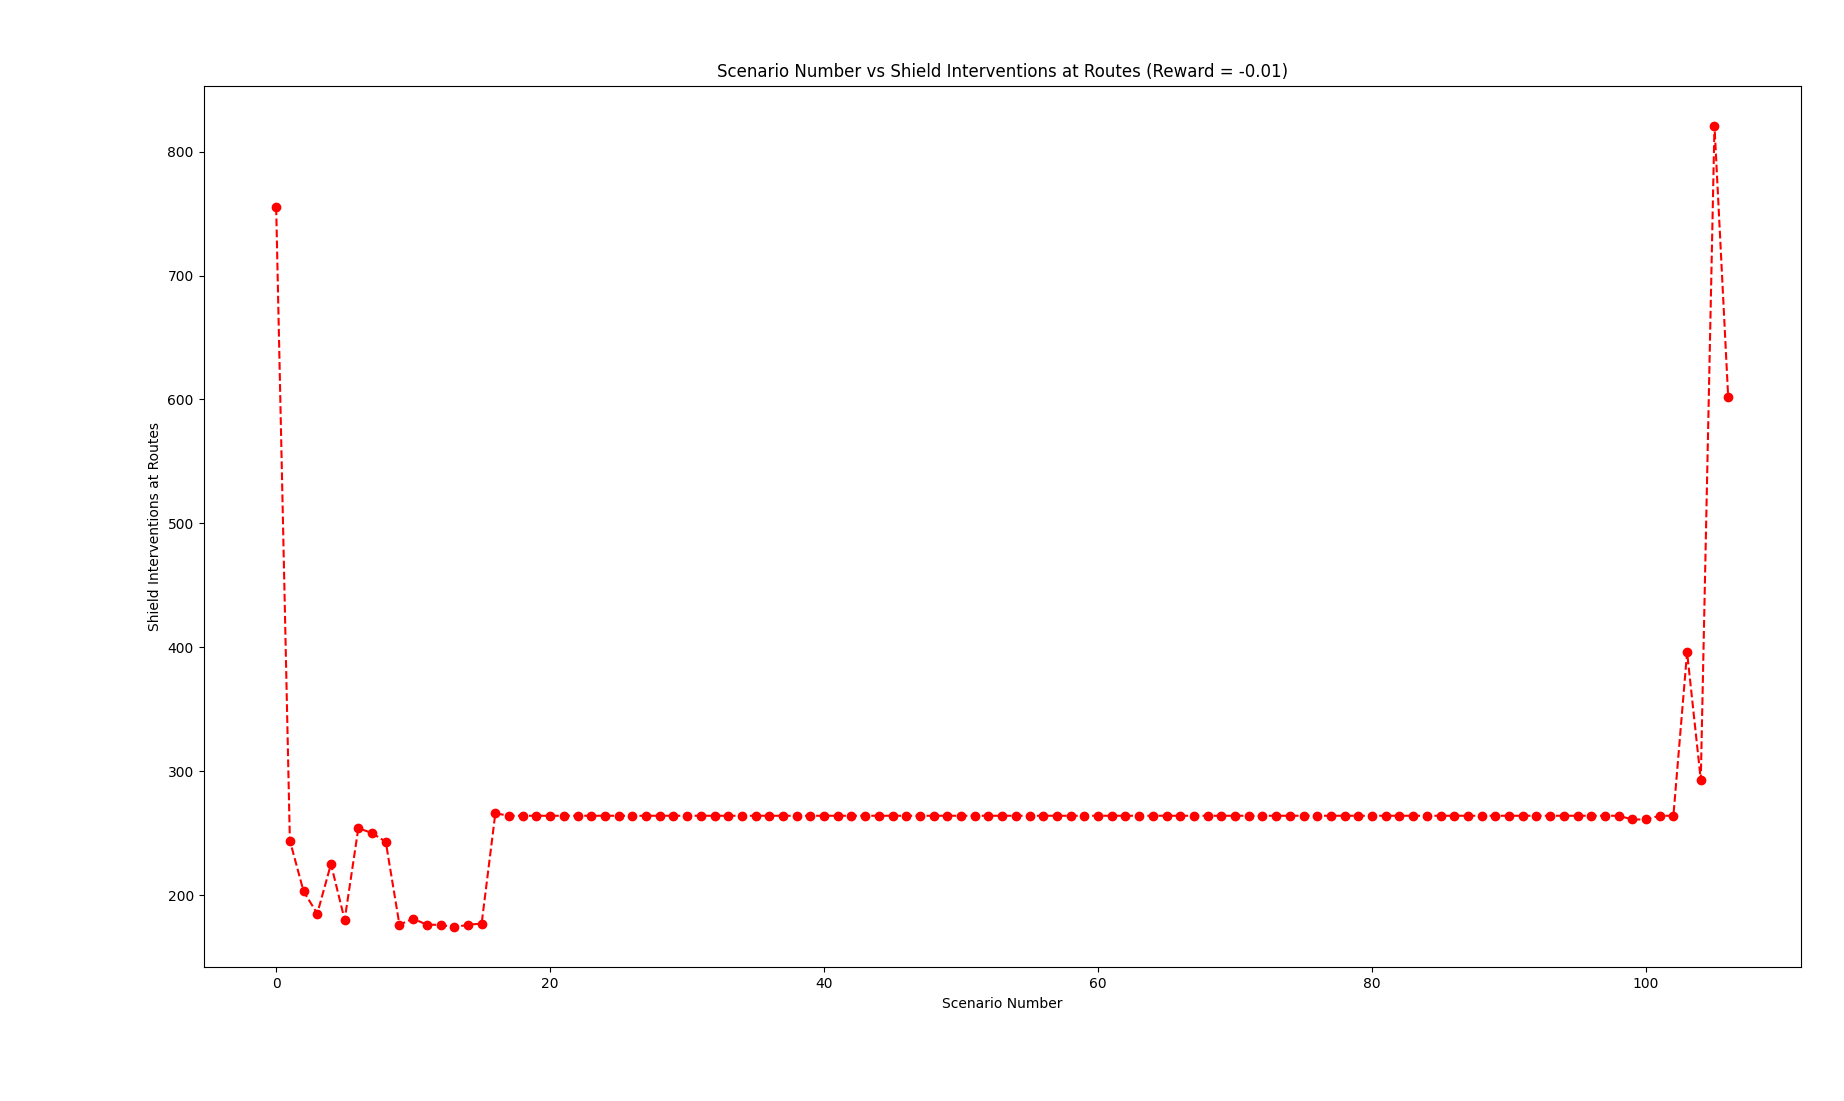 Scenario Number vs Shield Interventions at Routes (Reward = -0.01)
Shield Interventions at Routes
800
700
600
500
400
300
200
0 20 40 60 80 100
Scenario Number